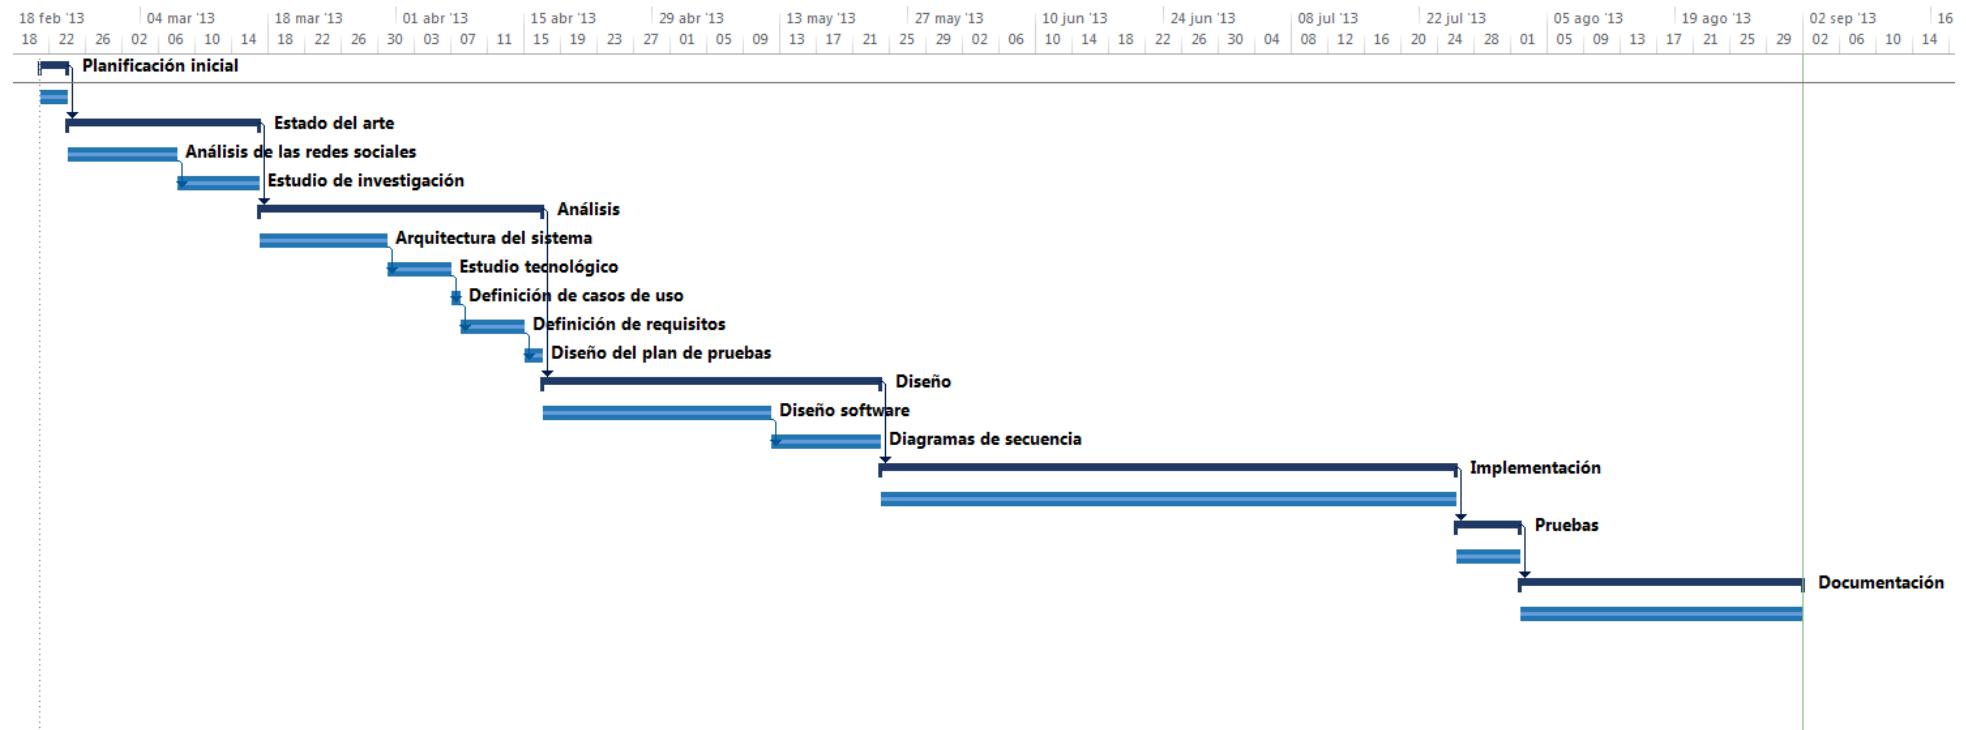 18 feb '13 04 mar '13 18 mar '13 01 abr '13 15 abr '13 29 abr '13 13 may '13 27 may '13 10 jun '13 24 jun '13 08 jul '13 22 jul '13 05 ago '13 19 ago '13 02 sep '13 16
18 22 26 02 06 10 14 18 22 26 30 03 07 11 15 19 23 27 01 05 09 13 17 21 25 29 02 06 10 14 18 22 26 30 04 08 12 16 20 24 28 01 05 09 13 17 21 25 29 02 06 10 14
Planificación inicial
Estado del arte
Análisis de las redes sociales
Estudio de investigación
Análisis
Arquitectura del sistema
Estudio tecnológico
Definición de casos de uso
Definición de requisitos
Diseño del plan de pruebas
Diseño
Diseño software
Diagramas de secuencia
Implementación
Pruebas
Documentación